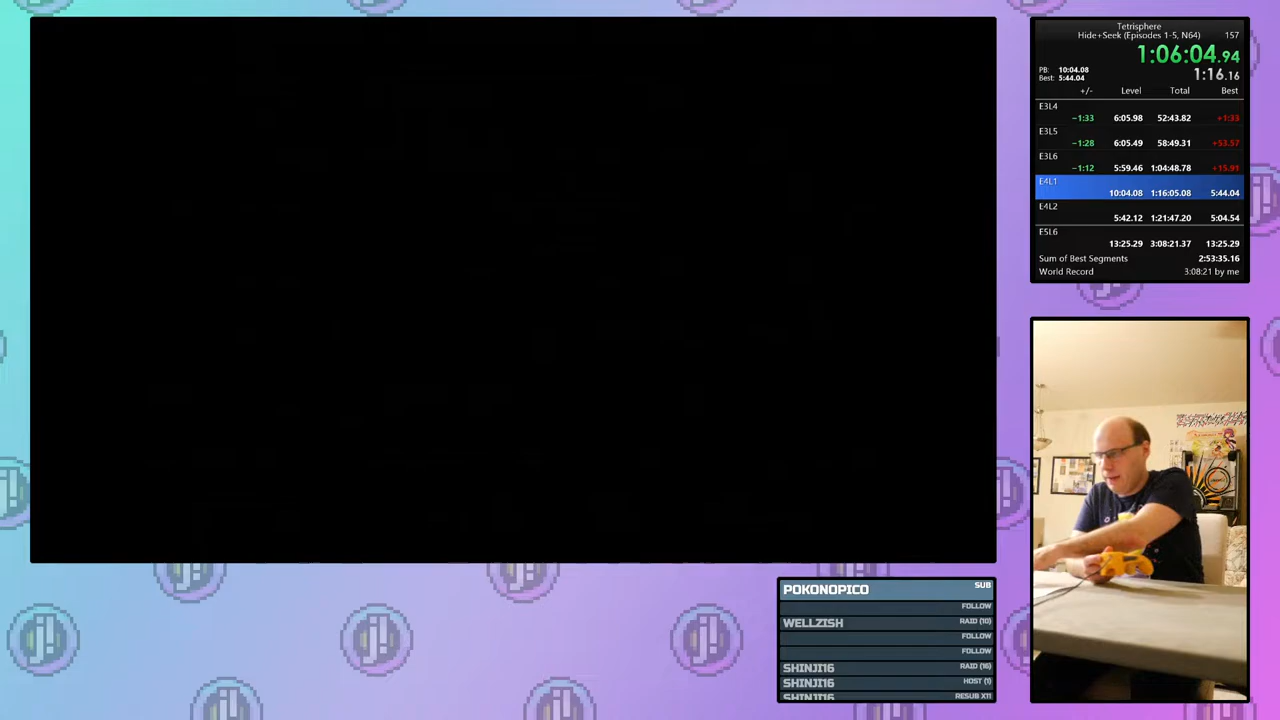 Tetrisphere
Hide+Seek (Episodes 1-5, N64) 157
1:06:04.94
PB: 10:04.08
Best: 5:44.04
1:16.16
+/- Level Total Best
E3L4
−1:33 6:05.98 52:43.82 +1:33
E3L5
−1:28 6:05.49 58:49.31 +53.57
E3L6
−1:12 5:59.46 1:04:48.78 +15.91
E4L1
10:04.08 1:16:05.08 5:44.04
E4L2
5:42.12 1:21:47.20 5:04.54
E5L6
13:25.29 3:08:21.37 13:25.29
Sum of Best Segments 2:53:35.16
World Record 3:08:21 by me
POKONOPICO SUB
FOLLOW
WELLZISH RAID (10)
FOLLOW
FOLLOW
SHINJI16 RAID (16)
SHINJI16 HOST (1)
SHINJI16 RESUB X11